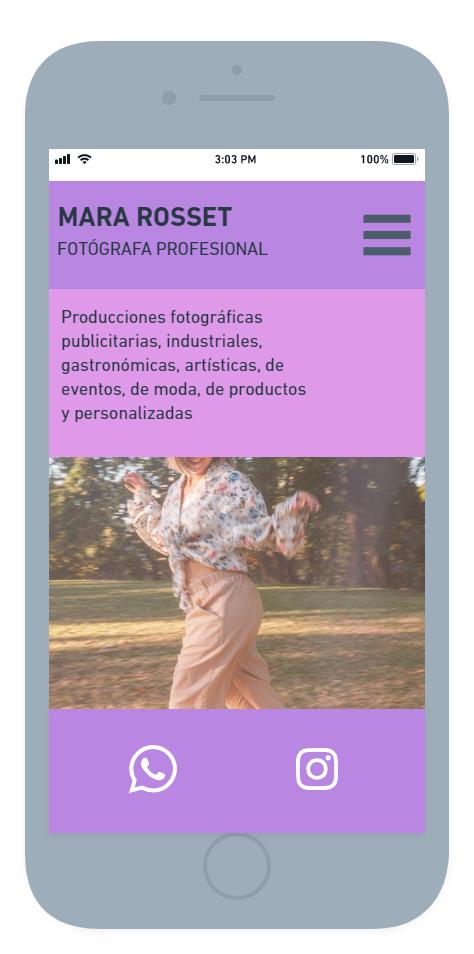 3:03 PM
100%
MARA ROSSET
FOTÓGRAFA PROFESIONAL
Producciones fotográficas
publicitarias, industriales,
gastronómicas, artísticas, de
eventos, de moda, de productos
y personalizadas